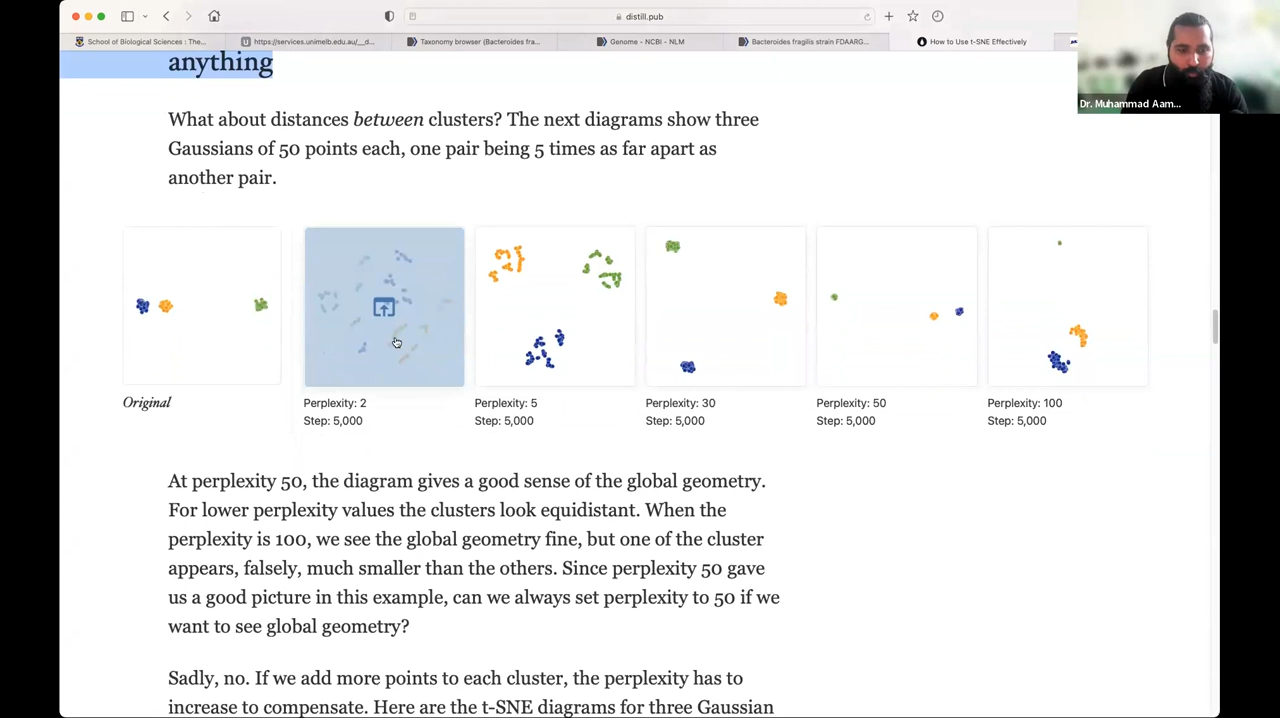 distill.pub
School of Biological Sciences : The...
https://services.unimelb.edu.au/__d...
Taxonomy browser (Bacteroides fra...
Genome - NCBI - NLM
Bacteroides fragilis strain FDAARG...
How to Use t-SNE Effectively
Dr. Muhammad Aam...
anything
What about distances between clusters? The next diagrams show three
Gaussians of 50 points each, one pair being 5 times as far apart as
another pair.
Original
Perplexity: 2
Step: 5,000
Perplexity: 5
Step: 5,000
Perplexity: 30
Step: 5,000
Perplexity: 50
Step: 5,000
Perplexity: 100
Step: 5,000
At perplexity 50, the diagram gives a good sense of the global geometry.
For lower perplexity values the clusters look equidistant. When the
perplexity is 100, we see the global geometry fine, but one of the cluster
appears, falsely, much smaller than the others. Since perplexity 50 gave
us a good picture in this example, can we always set perplexity to 50 if we
want to see global geometry?
Sadly, no. If we add more points to each cluster, the perplexity has to
increase to compensate. Here are the t-SNE diagrams for three Gaussian